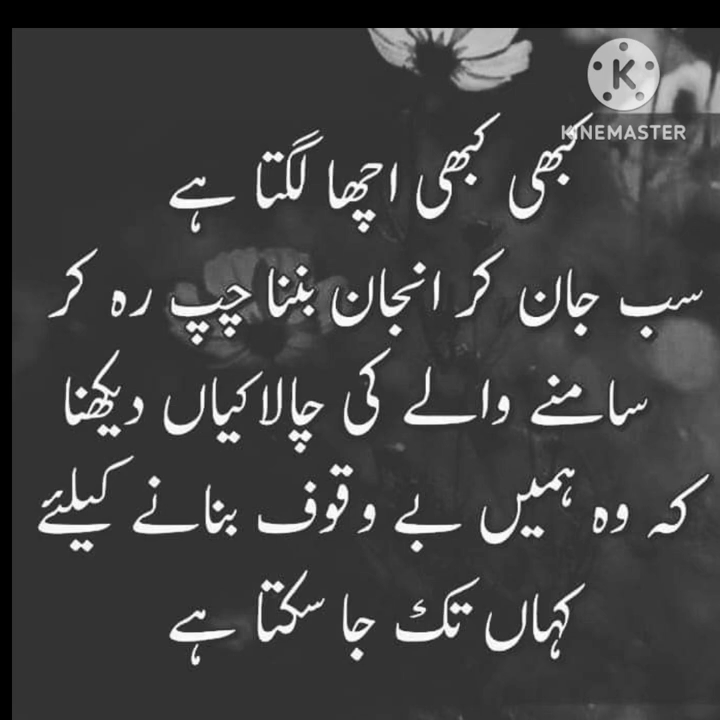 KINEMASTER
کبھی کبھی اچھا لگتا ہے
سب جان کر انجان بننا چپ رہ کر
سامنے والے کی چالاکیاں دیکھنا
کہ وہ ہمیں بے وقوف بنانے کیلئے
کہاں تک جا سکتا ہے